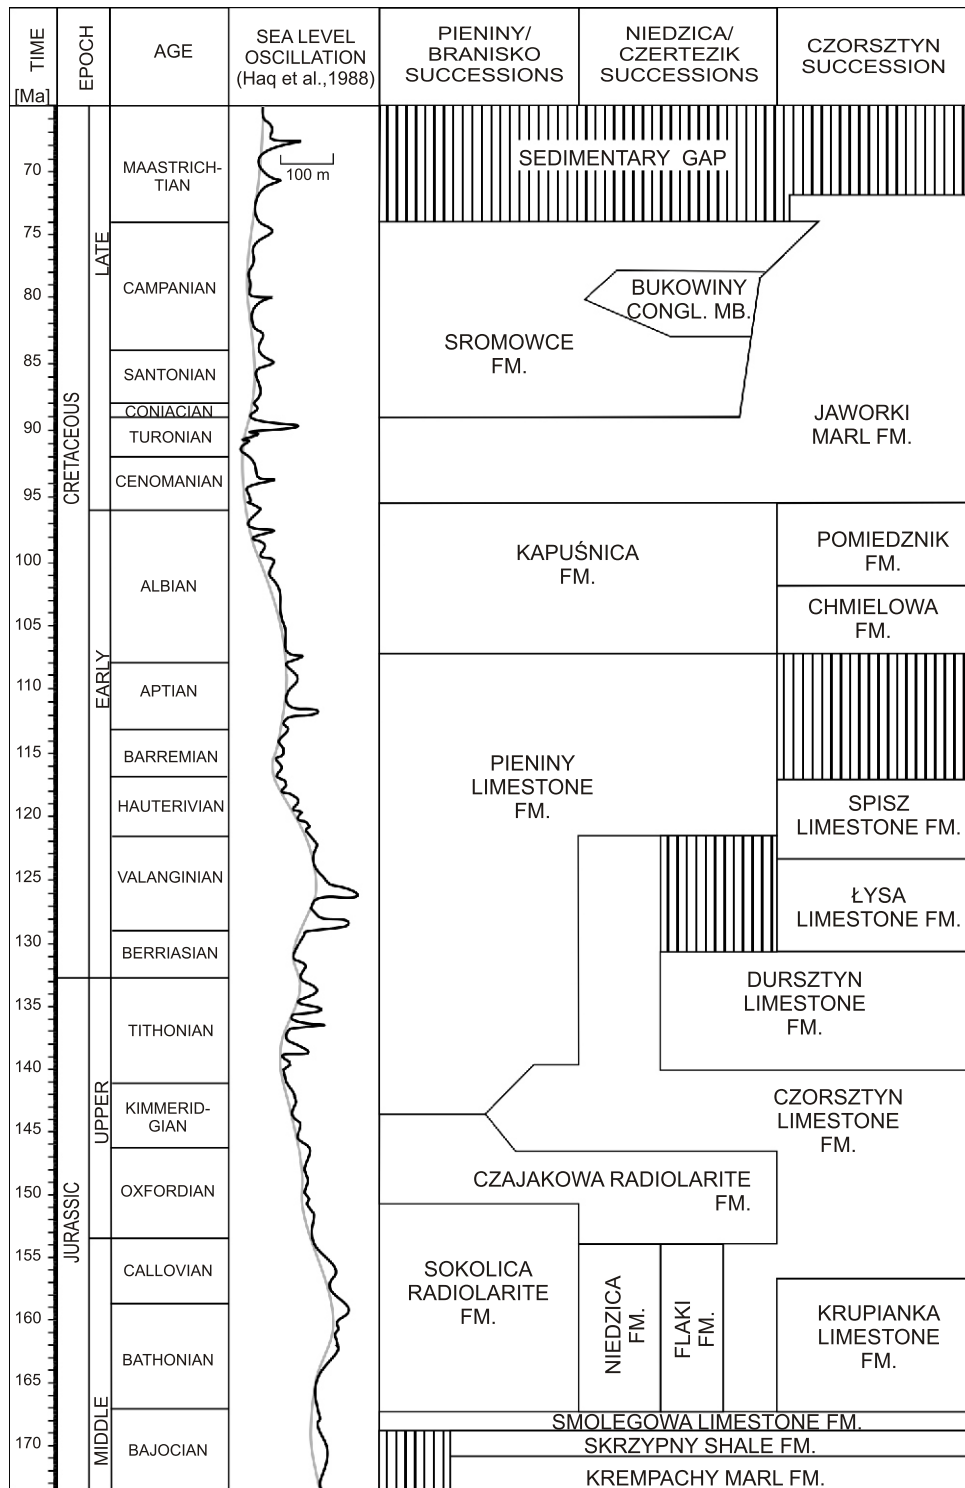 TIME
[Ma]
EPOCH
AGE
SEA LEVEL
OSCILLATION
(Haq et al.,1988)
PIENINY/
BRANISKO
SUCCESSIONS
NIEDZICA/
CZERTEZIK
SUCCESSIONS
CZORSZTYN
SUCCESSION
70
75
80
85
90
95
100
105
110
115
120
125
130
135
140
145
150
155
160
165
170
CRETACEOUS
JURASSIC
LATE
EARLY
UPPER
MIDDLE
MAASTRICH-
TIAN
CAMPANIAN
SANTONIAN
CONIACIAN
TURONIAN
CENOMANIAN
ALBIAN
APTIAN
BARREMIAN
HAUTERIVIAN
VALANGINIAN
BERRIASIAN
TITHONIAN
KIMMERID-
GIAN
OXFORDIAN
CALLOVIAN
BATHONIAN
BAJOCIAN
100 m
SEDIMENTARY GAP
BUKOWINY
CONGL. MB.
SROMOWCE
FM.
JAWORKI
MARL FM.
KAPUŚNICA
FM.
POMIEDZNIK
FM.
CHMIELOWA
FM.
PIENINY
LIMESTONE
FM.
SPISZ
LIMESTONE FM.
ŁYSA
LIMESTONE FM.
DURSZTYN
LIMESTONE
FM.
CZORSTYN
LIMESTONE
FM.
CZAJAKOWA RADIOLARITE
FM.
SOKOLICA
RADIOLARITE
FM.
NIEDZICA
FM.
FLAKI
FM.
KRUPIANKA
LIMESTONE
FM.
SMOLEGOWA LIMESTONE FM.
SKRZYPNY SHALE FM.
KREMPACHY MARL FM.